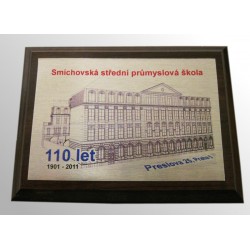 Smíchovská střední průmyslová škola
110 let
1901 - 2011
Preslova 25, Praha 5